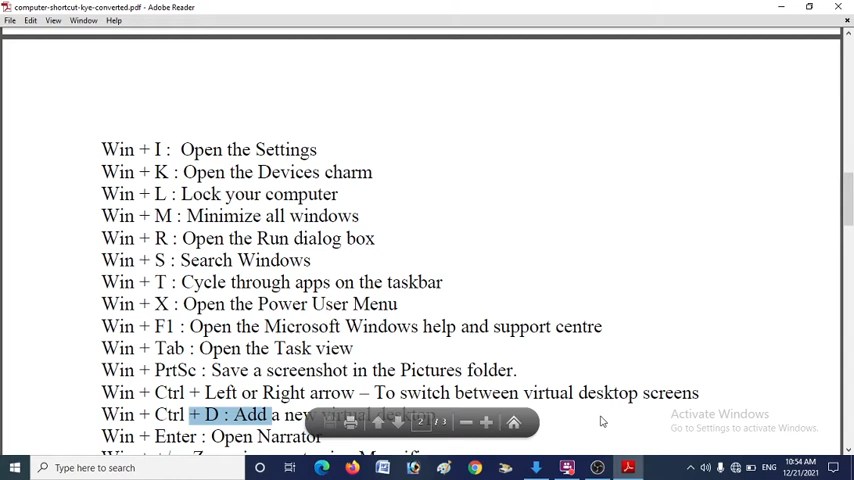 computer-shortcut-kye-converted.pdf - Adobe Reader
File Edit View Window Help
Win + I :  Open the Settings
Win + K : Open the Devices charm
Win + L : Lock your computer
Win + M : Minimize all windows
Win + R : Open the Run dialog box
Win + S : Search Windows
Win + T : Cycle through apps on the taskbar
Win + X : Open the Power User Menu
Win + F1 : Open the Microsoft Windows help and support centre
Win + Tab : Open the Task view
Win + PrtSc : Save a screenshot in the Pictures folder.
Win + Ctrl + Left or Right arrow – To switch between virtual desktop screens
Win + Ctrl + D : Add a new virtual desktop
2 / 3
Activate Windows
Go to Settings to activate Windows.
Win + Enter : Open Narrator
Type here to search
ENG
10:54 AM
12/21/2021